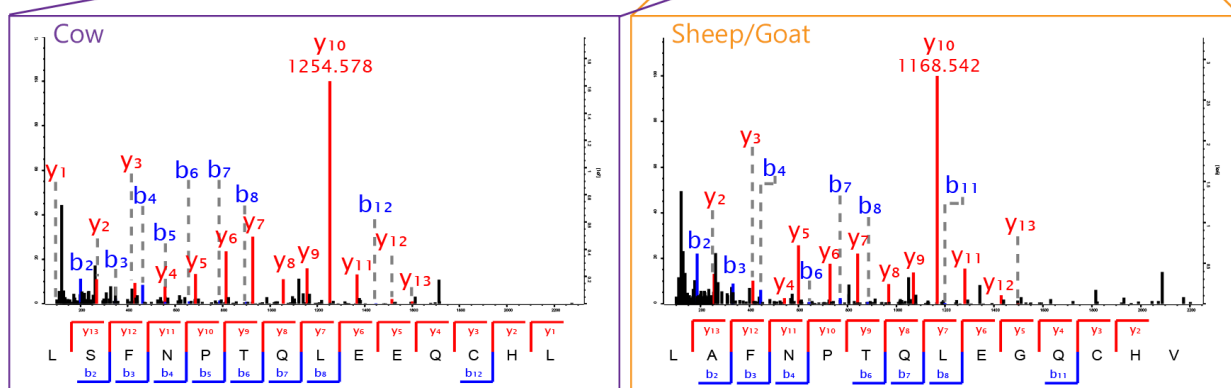 Cow
y10
1254.578
y1
y3
b6
b7
b4
b8
y2
b5
y6
y7
b12
b2
b3
y4
y5
y8
y9
y11
y12
y13
y13 y12 y11 y10 y9 y8 y7 y6 y5 y4 y3 y2 y1
L S F N P T Q L E E Q C H L
b2 b3 b4 b5 b6 b7 b8 b12
Sheep/Goat
y10
1168.542
y3
b4
y2
b7
b11
b8
y5
y13
b2
b3
y4
b6
y6
y7
y8
y9
y11
y12
y13 y12 y11 y10 y9 y8 y7 y6 y5 y4 y3 y2
L A F N P T Q L E G Q C H V
b2 b3 b4 b6 b7 b8 b11